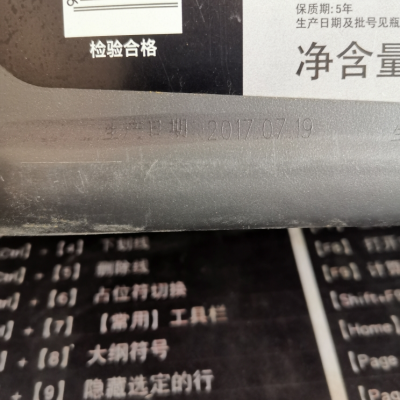 保质期:5年
生产日期及批号见瓶
检验合格
净含量
生产日期 2017.07.19
Ctrl] + [4] 下划线
Ctrl] + [5] 删除线
Ctrl] + [6] 占位符切换
+ [7] 【常用】工具栏
+ [8] 大纲符号
+ [9] 隐藏选定的行
[F8] 打开
[F9] 计算
[Shift+F9
[Home]
[Page
[Page